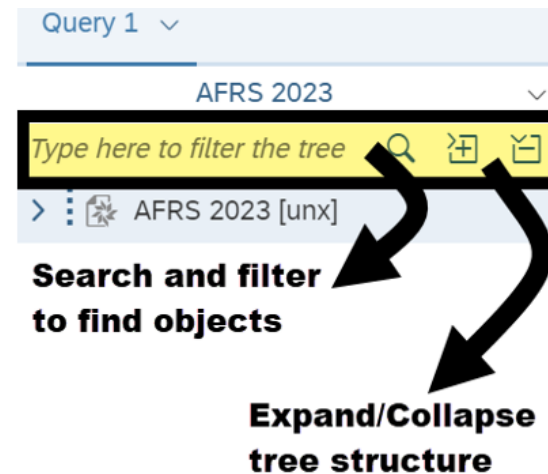 Query 1
AFRS 2023
Type here to filter the tree
AFRS 2023 [unx]
Search and filter
to find objects
Expand/Collapse
tree structure